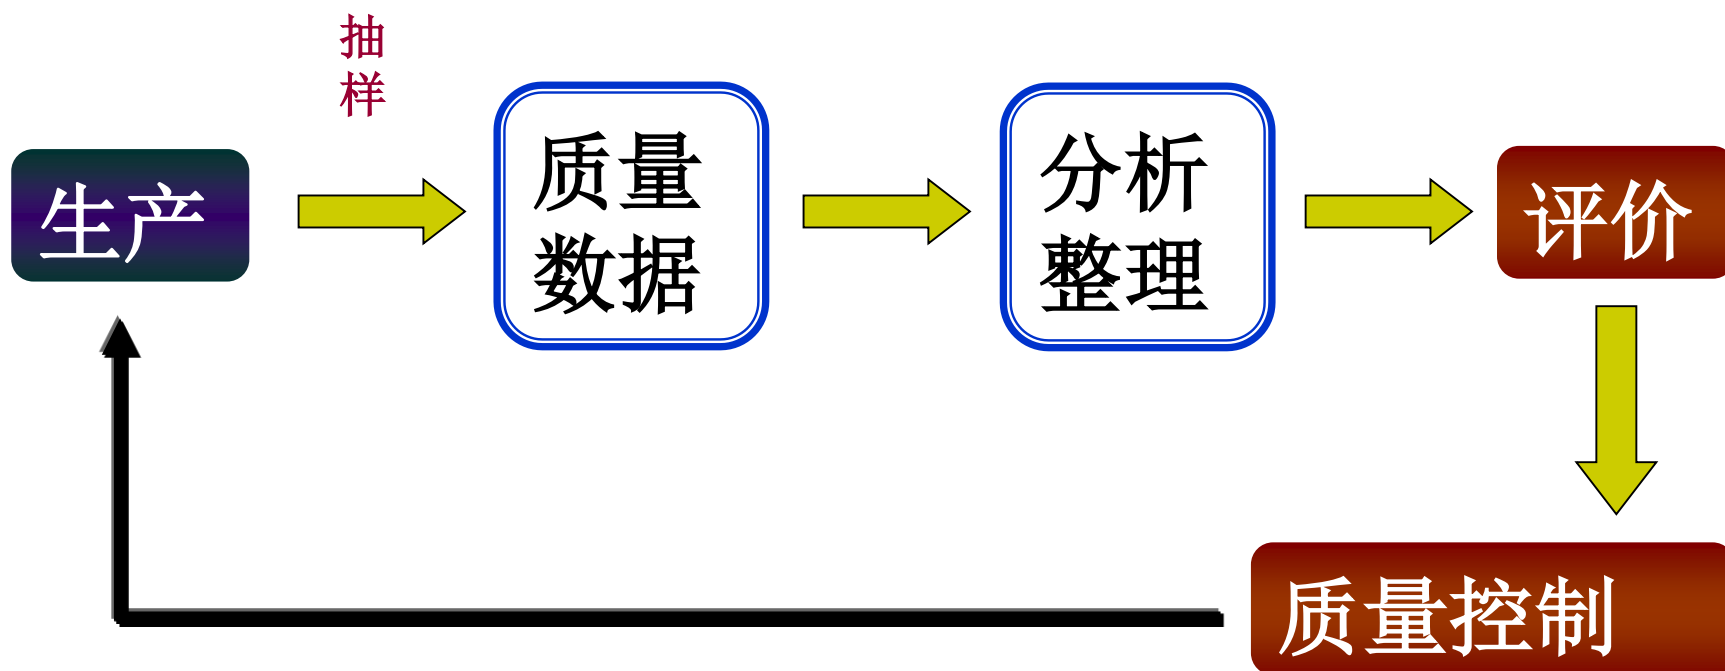 抽
样
生产
质量
数据
分析
整理
评价
质量控制